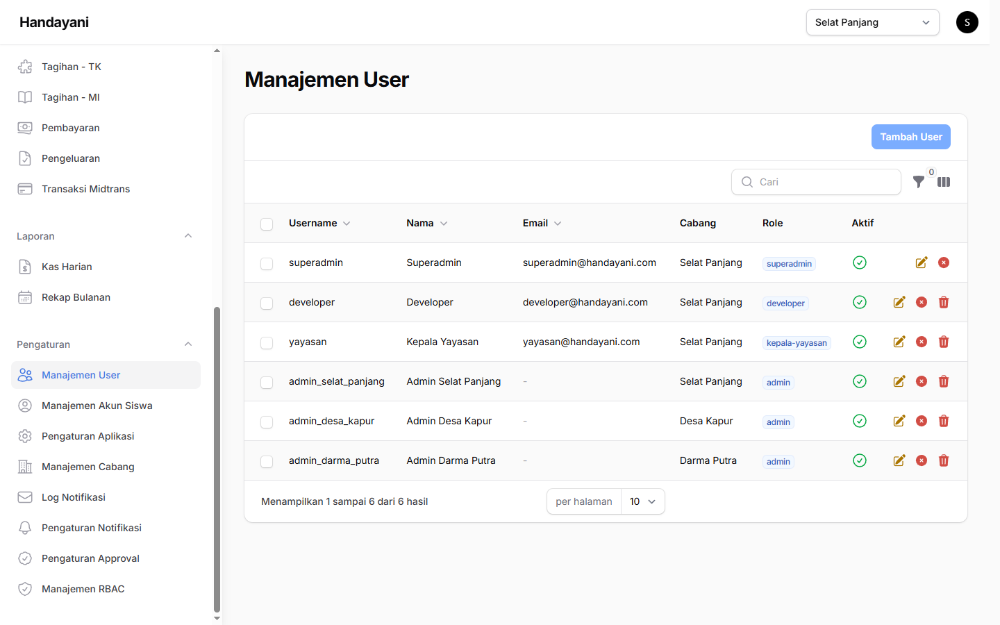 Handayani
Selat Panjang
S
Tagihan - TK
Tagihan - MI
Pembayaran
Pengeluaran
Transaksi Midtrans
Laporan
Kas Harian
Rekap Bulanan
Pengaturan
Manajemen User
Manajemen Akun Siswa
Pengaturan Aplikasi
Manajemen Cabang
Log Notifikasi
Pengaturan Notifikasi
Pengaturan Approval
Manajemen RBAC
Manajemen User
Tambah User
Cari
0
Username Nama Email Cabang Role Aktif
superadmin Superadmin superadmin@handayani.com Selat Panjang superadmin
developer Developer developer@handayani.com Selat Panjang developer
yayasan Kepala Yayasan yayasan@handayani.com Selat Panjang kepala-yayasan
admin_selat_panjang Admin Selat Panjang - Selat Panjang admin
admin_desa_kapur Admin Desa Kapur - Desa Kapur admin
admin_darma_putra Admin Darma Putra - Darma Putra admin
Menampilkan 1 sampai 6 dari 6 hasil
per halaman 10